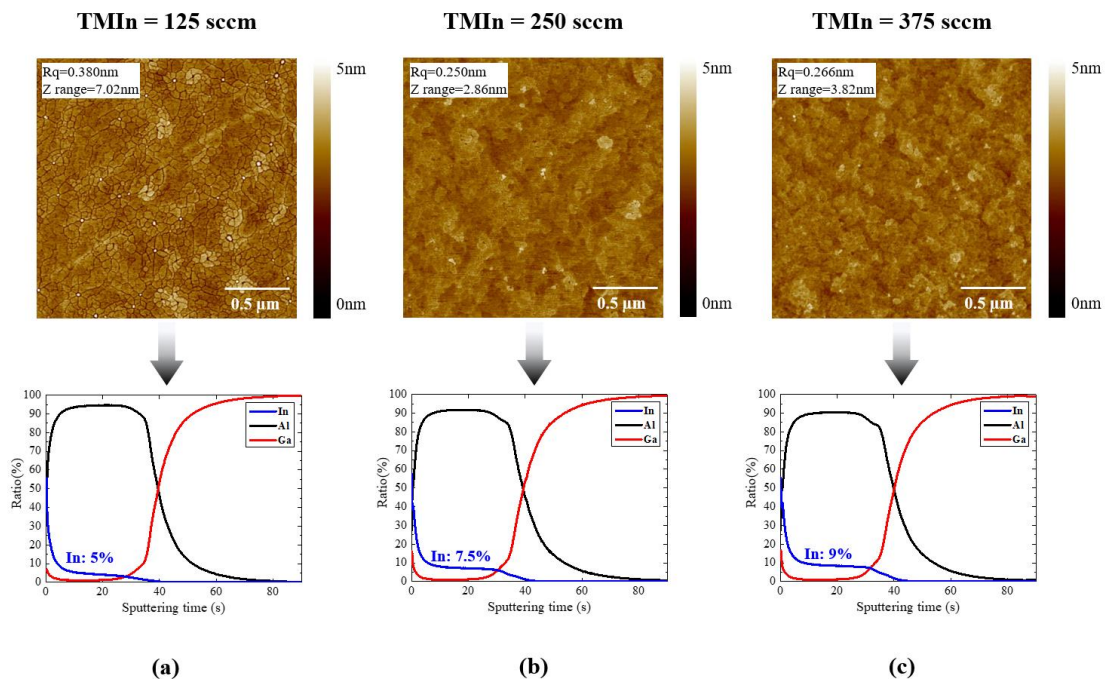 TMIn = 125 sccm
TMIn = 250 sccm
TMIn = 375 sccm
Rq=0.380nm
Z range=7.02nm
5nm
0.5 μm
0nm
Rq=0.250nm
Z range=2.86nm
5nm
0.5 μm
0nm
Rq=0.266nm
Z range=3.82nm
5nm
0.5 μm
0nm
100
90
80
70
60
50
40
30
20
10
0
Ratio(%)
In
Al
Ga
In: 5%
0 20 40 60 80
Sputtering time (s)
100
90
80
70
60
50
40
30
20
10
0
Ratio(%)
In
Al
Ga
In: 7.5%
0 20 40 60 80
Sputtering time (s)
100
90
80
70
60
50
40
30
20
10
0
Ratio(%)
In
Al
Ga
In: 9%
0 20 40 60 80
Sputtering time (s)
(a)
(b)
(c)